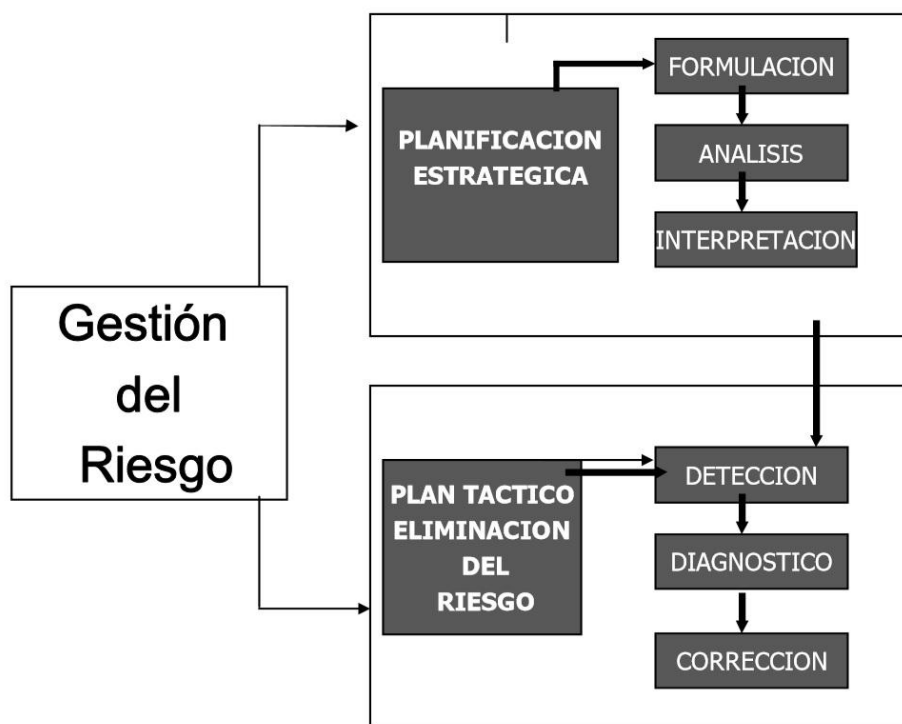 Gestión
del
Riesgo
PLANIFICACION
ESTRATEGICA
FORMULACION
ANALISIS
INTERPRETACION
PLAN TACTICO
ELIMINACION
DEL
RIESGO
DETECCION
DIAGNOSTICO
CORRECCION